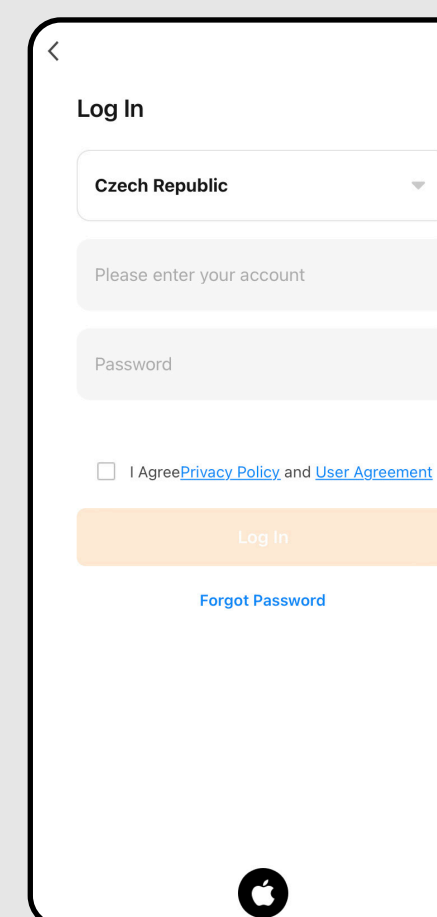 Log In
Czech Republic
Please enter your account
Password
I AgreePrivacy Policy and User Agreement
Log In
Forgot Password